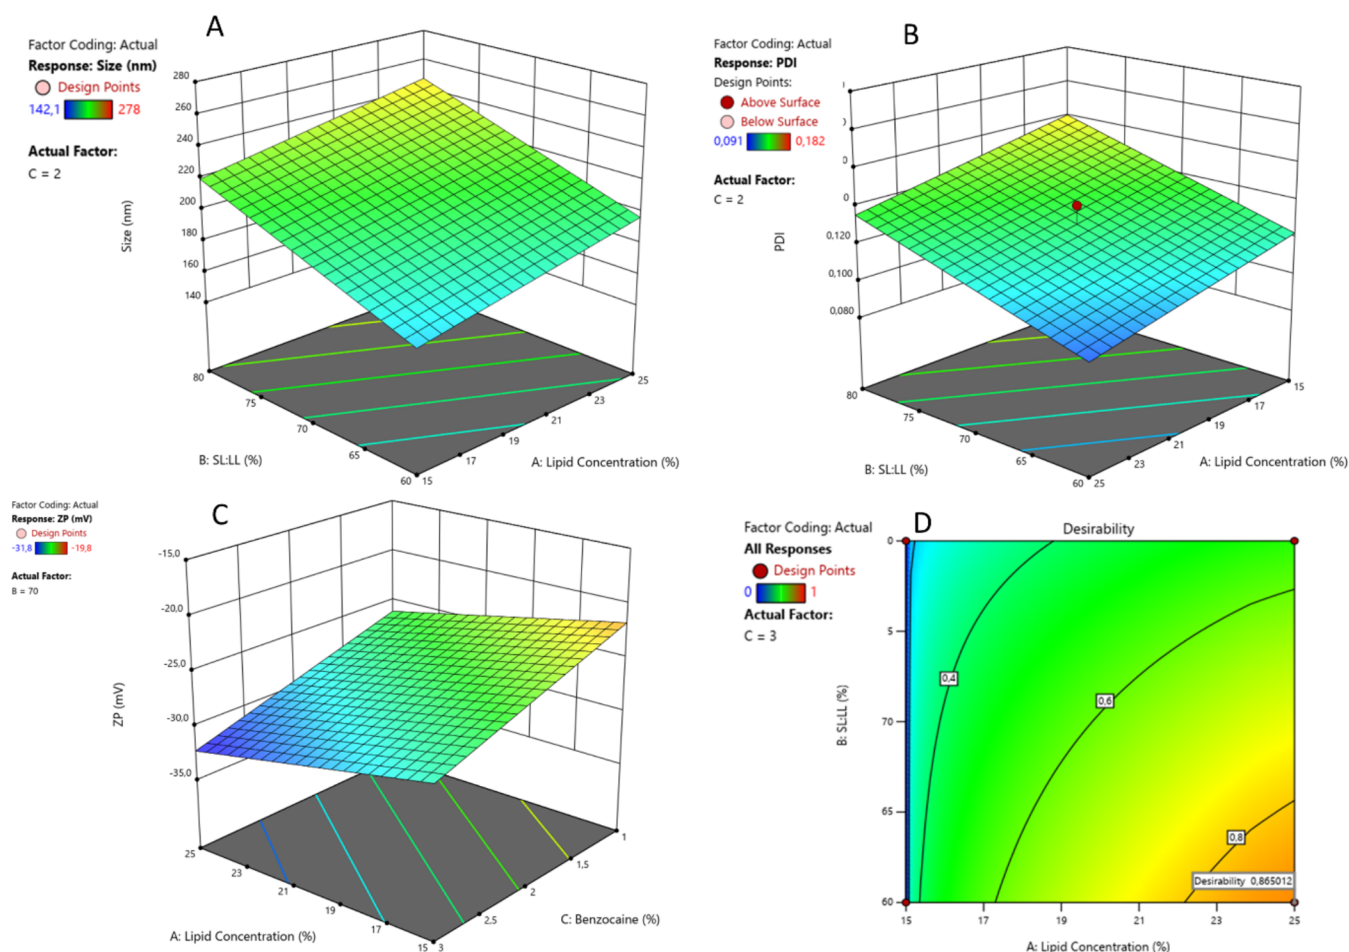 A
Factor Coding: Actual
Response: Size (nm)
Design Points
142,1 278
Actual Factor:
C = 2
Size (nm)
280
260
240
220
200
180
160
140
80
75
70
65
60
B: SL:LL (%)
15
17
19
21
23
25
A: Lipid Concentration (%)
B
Factor Coding: Actual
Response: PDI
Design Points:
Above Surface
Below Surface
0,091 0,182
Actual Factor:
C = 2
PDI
0,120
0,100
0,080
80
75
70
65
60
B: SL:LL (%)
25
23
21
19
17
15
A: Lipid Concentration (%)
C
Factor Coding: Actual
Response: ZP (mV)
Design Points
-31,8 -19,8
Actual Factor:
B = 70
ZP (mV)
-15,0
-20,0
-25,0
-30,0
-35,0
25
23
21
19
17
15
A: Lipid Concentration (%)
3
2,5
2
1,5
1
C: Benzocaine (%)
D
Factor Coding: Actual
All Responses
Design Points
0 1
Actual Factor:
C = 3
Desirability
B: SL:LL (%)
0
5
70
65
60
0,4
0,6
0,8
Desirability 0,865012
15
17
19
21
23
25
A: Lipid Concentration (%)